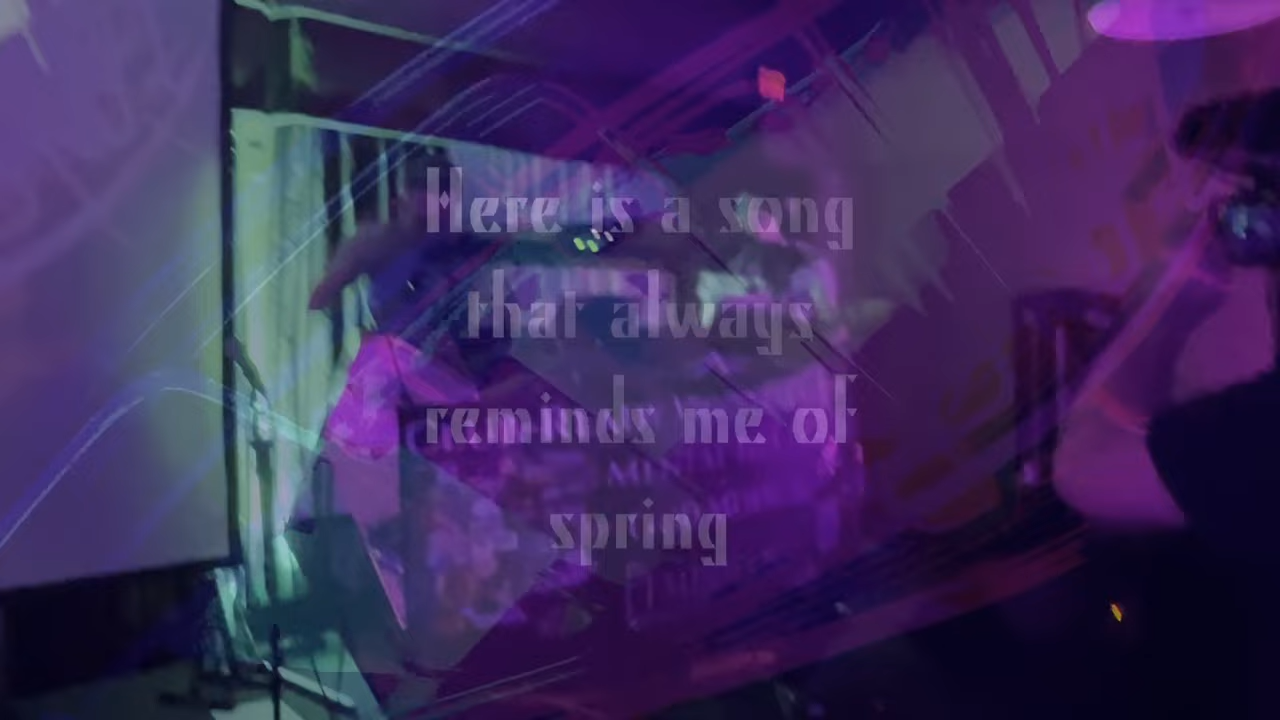 Here is a song
that always
reminds me of
spring